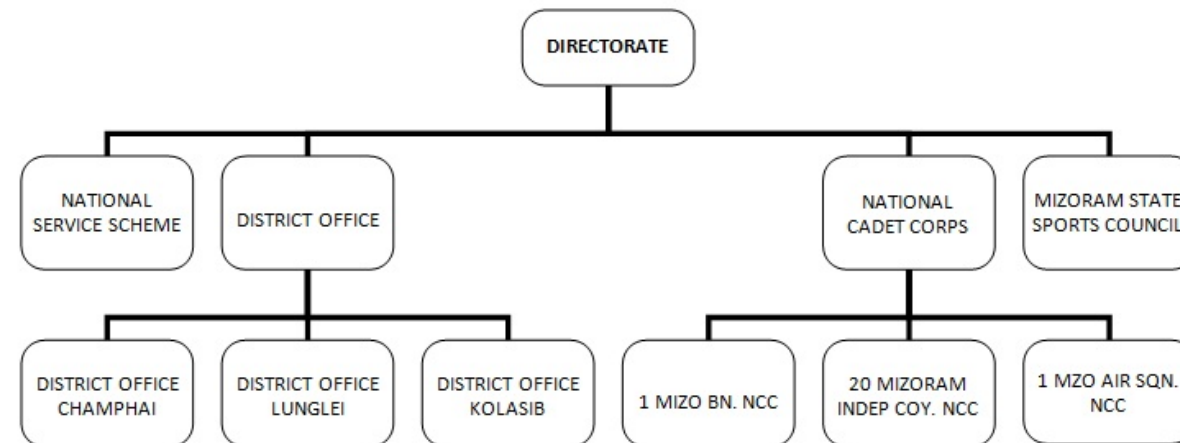 DIRECTORATE
NATIONAL
SERVICE SCHEME
DISTRICT OFFICE
NATIONAL
CADET CORPS
MIZORAM STATE
SPORTS COUNCIL
DISTRICT OFFICE
CHAMPHAI
DISTRICT OFFICE
LUNGLEI
DISTRICT OFFICE
KOLASIB
1 MIZO BN. NCC
20 MIZORAM
INDEP COY. NCC
1 MZO AIR SQN.
NCC